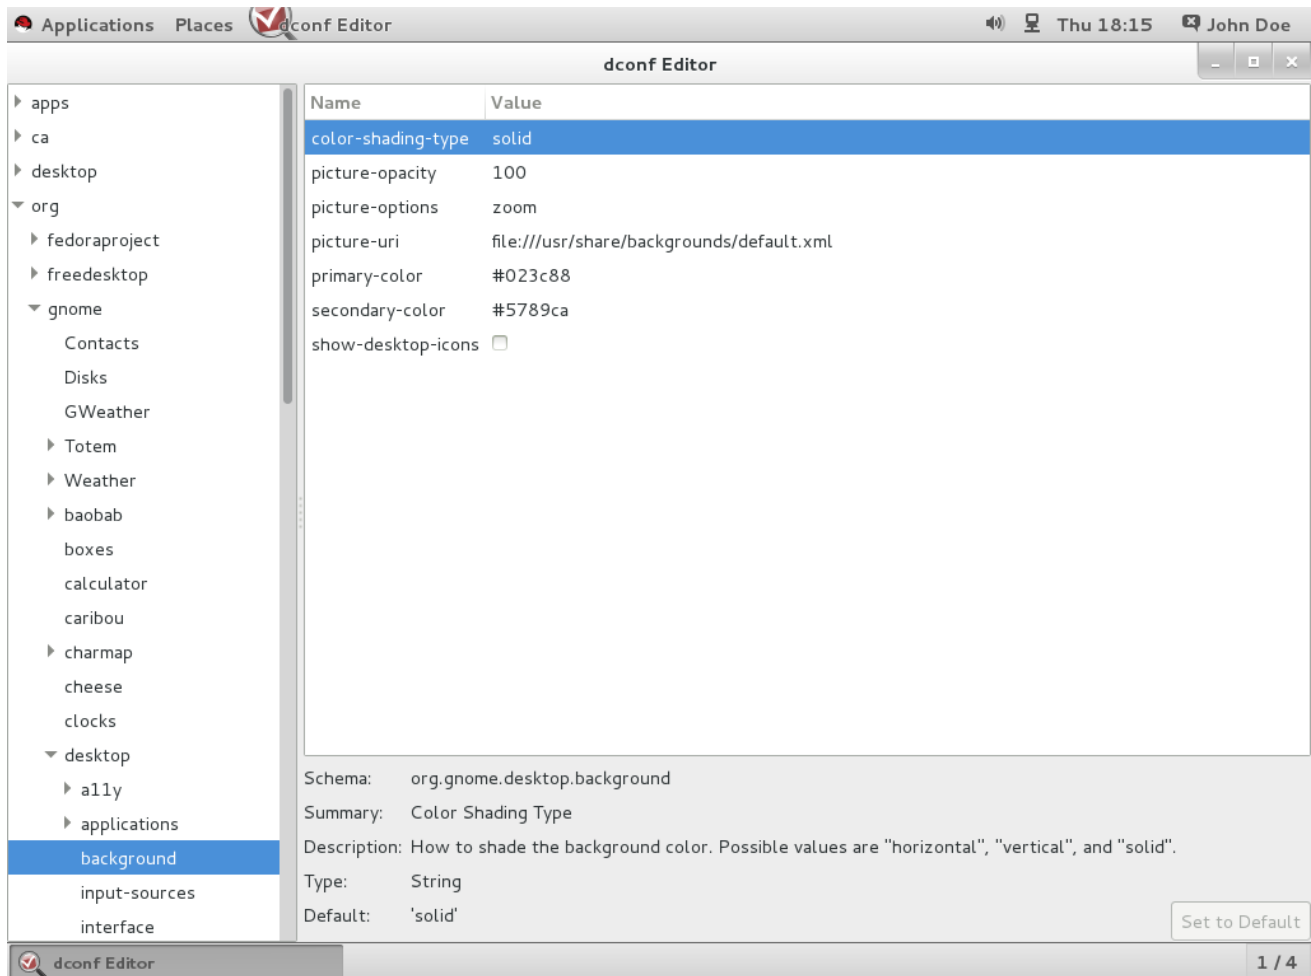 Applications Places dconf Editor Thu 18:15 John Doe
dconf Editor
apps
ca
desktop
org
fedoraproject
freedesktop
gnome
Contacts
Disks
GWeather
Totem
Weather
baobab
boxes
calculator
caribou
charmap
cheese
clocks
desktop
a11y
applications
background
input-sources
interface
Name Value
color-shading-type solid
picture-opacity 100
picture-options zoom
picture-uri file:///usr/share/backgrounds/default.xml
primary-color #023c88
secondary-color #5789ca
show-desktop-icons
Schema: org.gnome.desktop.background
Summary: Color Shading Type
Description: How to shade the background color. Possible values are "horizontal", "vertical", and "solid".
Type: String
Default: 'solid'
Set to Default
dconf Editor 1 / 4